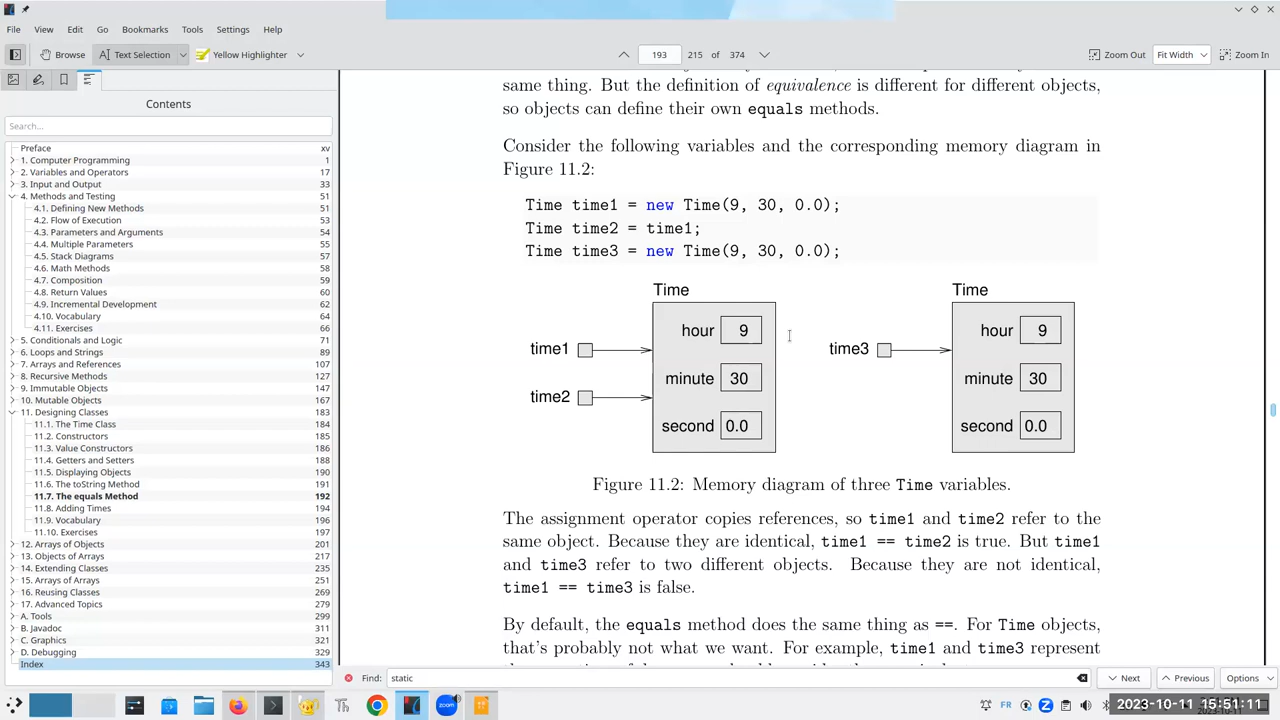 File View Edit Go Bookmarks Tools Settings Help
Browse Text Selection Yellow Highlighter 193 215 of 374 Zoom Out Fit Width Zoom In
Contents
Search...
Preface xv
1. Computer Programming 1
2. Variables and Operators 17
3. Input and Output 33
4. Methods and Testing 51
4.1. Defining New Methods 51
4.2. Flow of Execution 53
4.3. Parameters and Arguments 54
4.4. Multiple Parameters 55
4.5. Stack Diagrams 56
4.6. Math Methods 58
4.7. Composition 59
4.8. Return Values 60
4.9. Incremental Development 62
4.10. Vocabulary 64
4.11. Exercises 66
5. Conditionals and Logic 71
6. Loops and Strings 89
7. Arrays and References 107
8. Recursive Methods 127
9. Immutable Objects 147
10. Mutable Objects 167
11. Designing Classes 183
11.1. The Time Class 184
11.2. Constructors 185
11.3. Value Constructors 186
11.4. Getters and Setters 188
11.5. Displaying Objects 190
11.6. The toString Method 191
11.7. The equals Method 192
11.8. Adding Times 194
11.9. Vocabulary 196
11.10. Exercises 197
12. Arrays of Objects 201
13. Objects of Arrays 217
14. Extending Classes 235
15. Arrays of Arrays 251
16. Reusing Classes 267
17. Advanced Topics 279
A. Tools 299
B. Javadoc 311
C. Graphics 321
D. Debugging 329
Index 343
same thing. But the definition of equivalence is different for different objects,
so objects can define their own equals methods.
Consider the following variables and the corresponding memory diagram in
Figure 11.2:
Time time1 = new Time(9, 30, 0.0);
Time time2 = time1;
Time time3 = new Time(9, 30, 0.0);
Time Time
hour 9 hour 9
time1 time3
minute 30 minute 30
time2
second 0.0 second 0.0
Figure 11.2: Memory diagram of three Time variables.
The assignment operator copies references, so time1 and time2 refer to the
same object. Because they are identical, time1 == time2 is true. But time1
and time3 refer to two different objects. Because they are not identical,
time1 == time3 is false.
By default, the equals method does the same thing as ==. For Time objects,
that's probably not what we want. For example, time1 and time3 represent
Find: static Next Previous Options
zoom FR 2023-10-11 15:51:11